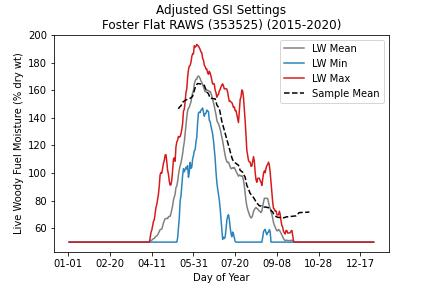 Adjusted GSI Settings
Foster Flat RAWS (353525) (2015-2020)
Live Woody Fuel Moisture (% dry wt)
200
180
160
140
120
100
80
60
LW Mean
LW Min
LW Max
Sample Mean
01-01 02-20 04-11 05-31 07-20 09-08 10-28 12-17
Day of Year